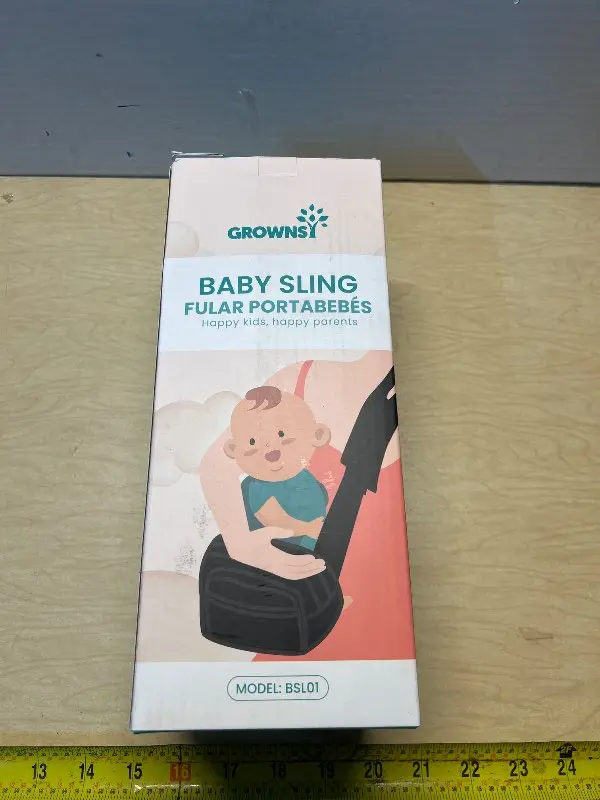 GROWNSY
BABY SLING
FULAR PORTABEBÉS
Happy kids, happy parents
MODEL: BSL01
13 14 15 16 17 18 19 20 21 22 23 24
2F